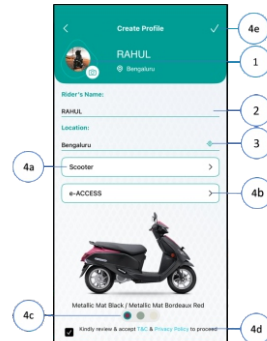 Create Profile
4e
RAHUL
Bengaluru
1
Rider's Name:
RAHUL
2
Location:
Bengaluru
3
4a
Scooter
e-ACCESS
4b
Metallic Mat Black / Metallic Mat Bordeaux Red
4c
Kindly review & accept T&C & Privacy Policy to proceed
4d